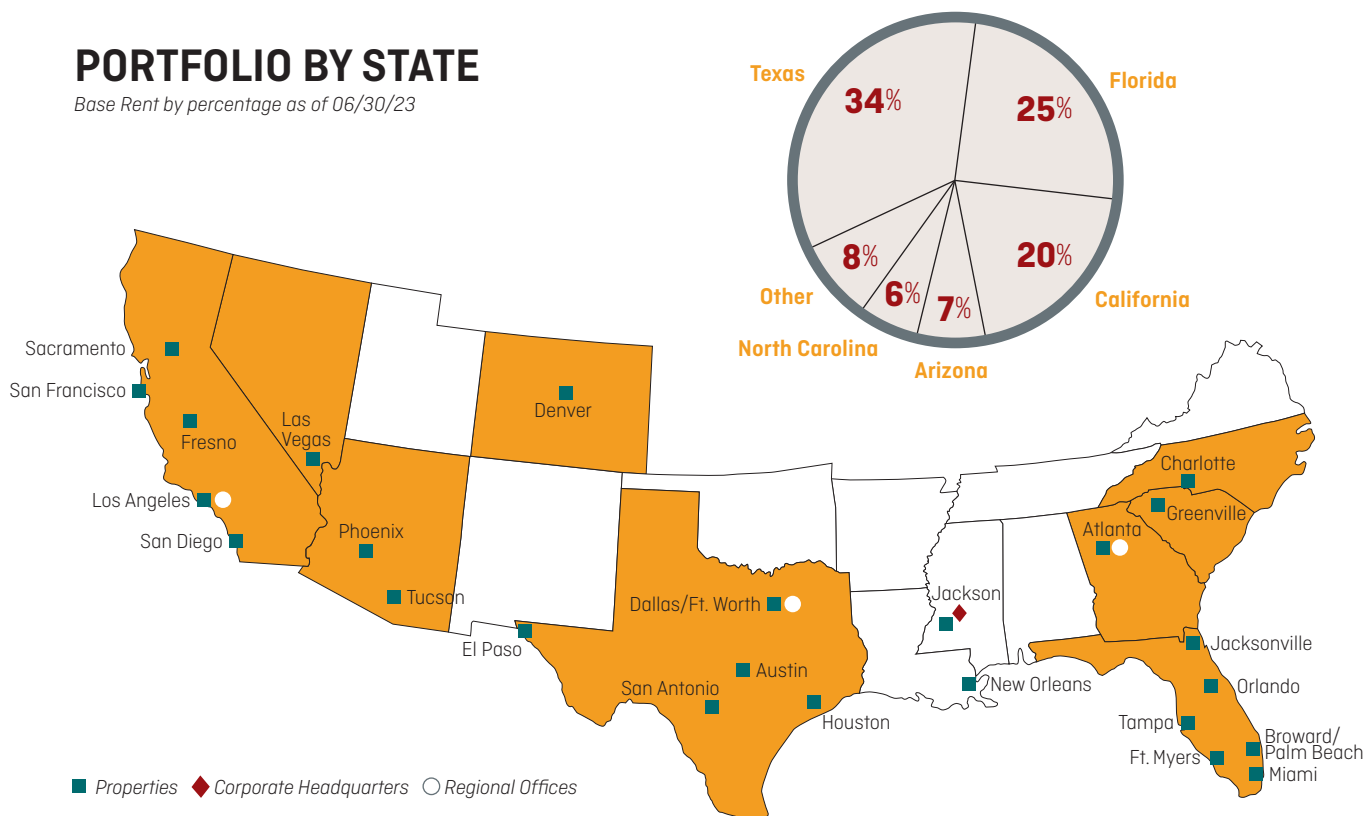 PORTFOLIO BY STATE
Base Rent by percentage as of 06/30/23
Texas
34%
Florida
25%
20%
California
8%
Other
6%
North Carolina
7%
Arizona
Sacramento
San Francisco
Fresno
Las
Vegas
Los Angeles
San Diego
Phoenix
Tucson
Denver
El Paso
Dallas/Ft. Worth
Austin
San Antonio
Houston
Jackson
New Orleans
Charlotte
Greenville
Atlanta
Jacksonville
Orlando
Tampa
Broward/
Palm Beach
Ft. Myers
Miami
Properties
Corporate Headquarters
Regional Offices